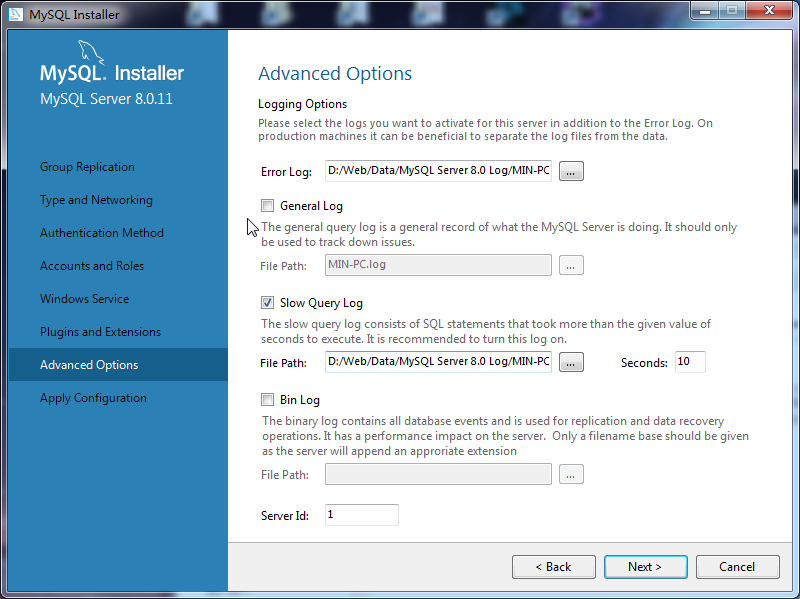 MySQL Installer
MySQL. Installer
MySQL Server 8.0.11
Group Replication
Type and Networking
Authentication Method
Accounts and Roles
Windows Service
Plugins and Extensions
Advanced Options
Apply Configuration
Advanced Options
Logging Options
Please select the logs you want to activate for this server in addition to the Error Log. On
production machines it can be beneficial to separate the log files from the data.
Error Log: D:/Web/Data/MySQL Server 8.0 Log/MIN-PC ...
General Log
The general query log is a general record of what the MySQL Server is doing. It should only
be used to track down issues.
File Path: MIN-PC.log ...
Slow Query Log
The slow query log consists of SQL statements that took more than the given value of
seconds to execute. It is recommended to turn this log on.
File Path: D:/Web/Data/MySQL Server 8.0 Log/MIN-PC ... Seconds: 10
Bin Log
The binary log contains all database events and is used for replication and data recovery
operations. It has a performance impact on the server. Only a filename base should be given
as the server will append an approriate extension
File Path: ...
Server Id: 1
< Back Next > Cancel